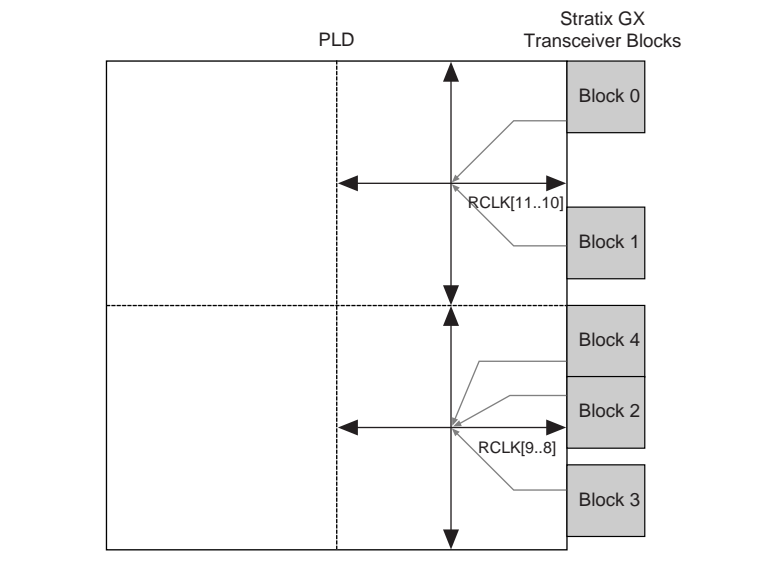 Stratix GX
PLD
Transceiver Blocks
Block 0
RCLK[11..10]
Block 1
Block 4
Block 2
RCLK[9..8]
Block 3